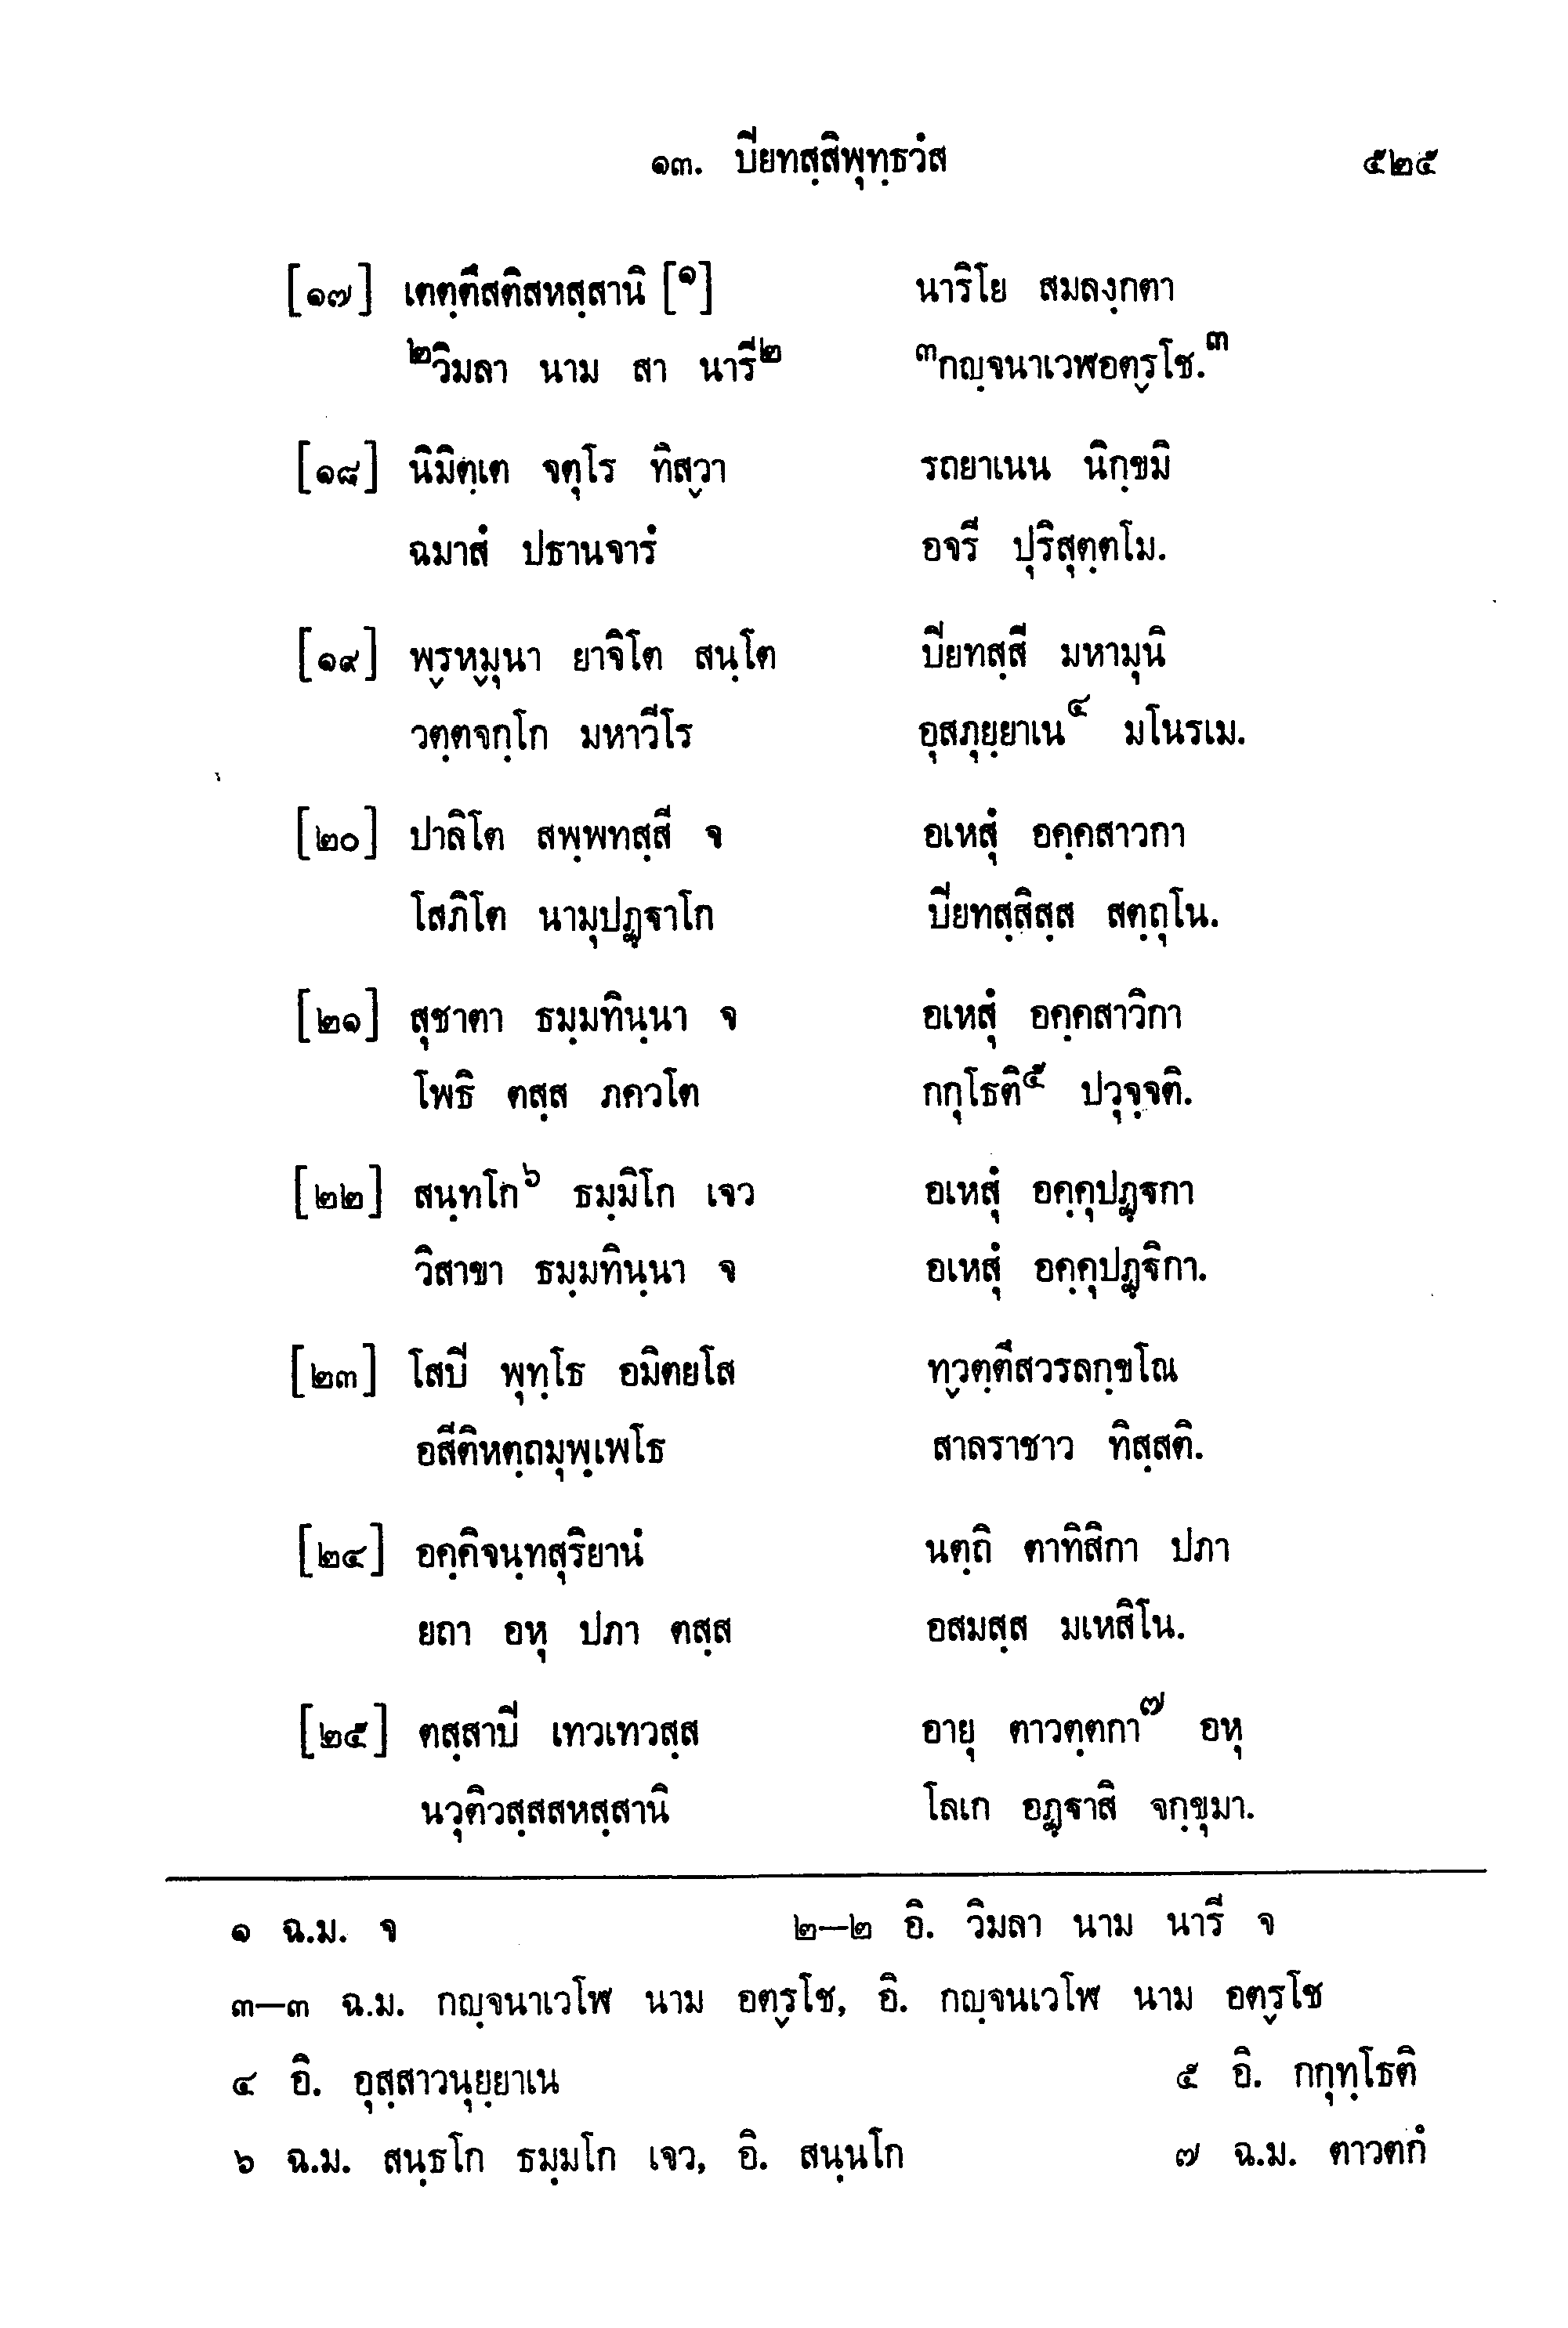 ๑๓. ปิยทสฺสิพุทฺธวํส ๕๒๕
[๑๗] เตตฺตึสติสหสฺสานิ [๑] นาริโย สมลงฺกตา
๒วิมลา นาม สา นารี๒ ๓กญฺจนาเวฬอตฺรโช.๓
[๑๘] นิมิตฺเต จตุโร ทิสฺวา รถยาเนน นิกฺขมิ
ฉมาสํ ปธานจารํ อจรี ปุริสุตฺตโม.
[๑๙] พฺรหฺมุนา ยาจิโต สนฺโต ปิยทสฺสี มหามุนิ
วตฺตจกฺโก มหาวีโร อุสภุยฺยาเน๔ มโนรเม.
[๒๐] ปาลิโต สพฺพทสฺสี จ อเหสุํ อคฺคสาวกา
โสภิโต นามุปฏฺฐาโก ปิยทสฺสิสฺส สตฺถุโน.
[๒๑] สุชาตา ธมฺมทินฺนา จ อเหสุํ อคฺคสาวิกา
โพธิ ตสฺส ภควโต กกุโธติ๕ ปวุจฺจติ.
[๒๒] สนฺทโก๖ ธมฺมิโก เจว อเหสุํ อคฺคุปฏฺฐกา
วิสาขา ธมฺมทินฺนา จ อเหสุํ อคฺคุปฏฺฐิกา.
[๒๓] โสปิ พุทฺโธ อมิตยโส ทฺวตฺตึสวรลกฺขโณ
อสีติหตฺถมุพฺเพโธ สาลราชาว ทิสฺสติ.
[๒๔] อคฺคิจนฺทสุริยานํ นตฺถิ ตาทิสิกา ปภา
ยถา อหุ ปภา ตสฺส อสมสฺส มเหสิโน.
[๒๕] ตสฺสาปิ เทวเทวสฺส อายุ ตาวตฺตกา๗ อหุ
นวุติวสฺสสหสฺสานิ โลเก อฏฺฐาสิ จกฺขุมา.
๑ ฉ.ม. จ ๒—๒ อิ. วิมลา นาม นารี จ
๓—๓ ฉ.ม. กญฺจนาเวโฬ นาม อตฺรโช, อิ. กญฺจนเวโฬ นาม อตฺรโช
๔ อิ. อุสฺสาวนุยฺยาเน ๕ อิ. กกุทฺโธติ
๖ ฉ.ม. สนฺธโก ธมฺมโก เจว, อิ. สนฺนโก ๗ ฉ.ม. ตาวตกํ